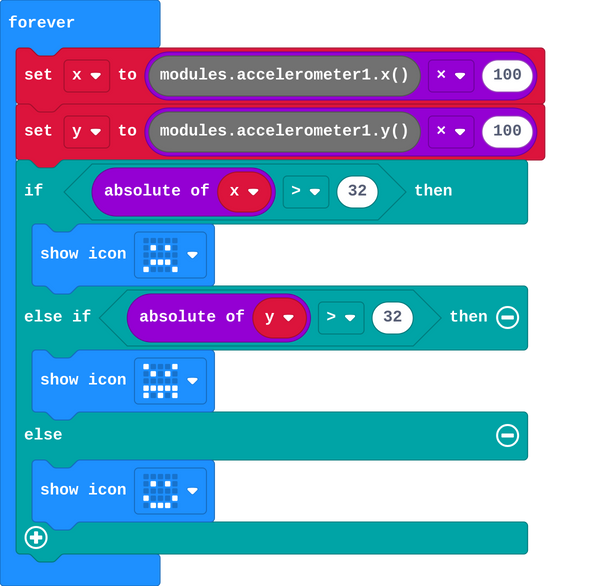 forever
set x to modules.accelerometer1.x() × 100
set y to modules.accelerometer1.y() × 100
if absolute of x > 32 then
show icon
else if absolute of y > 32 then
show icon
else
show icon